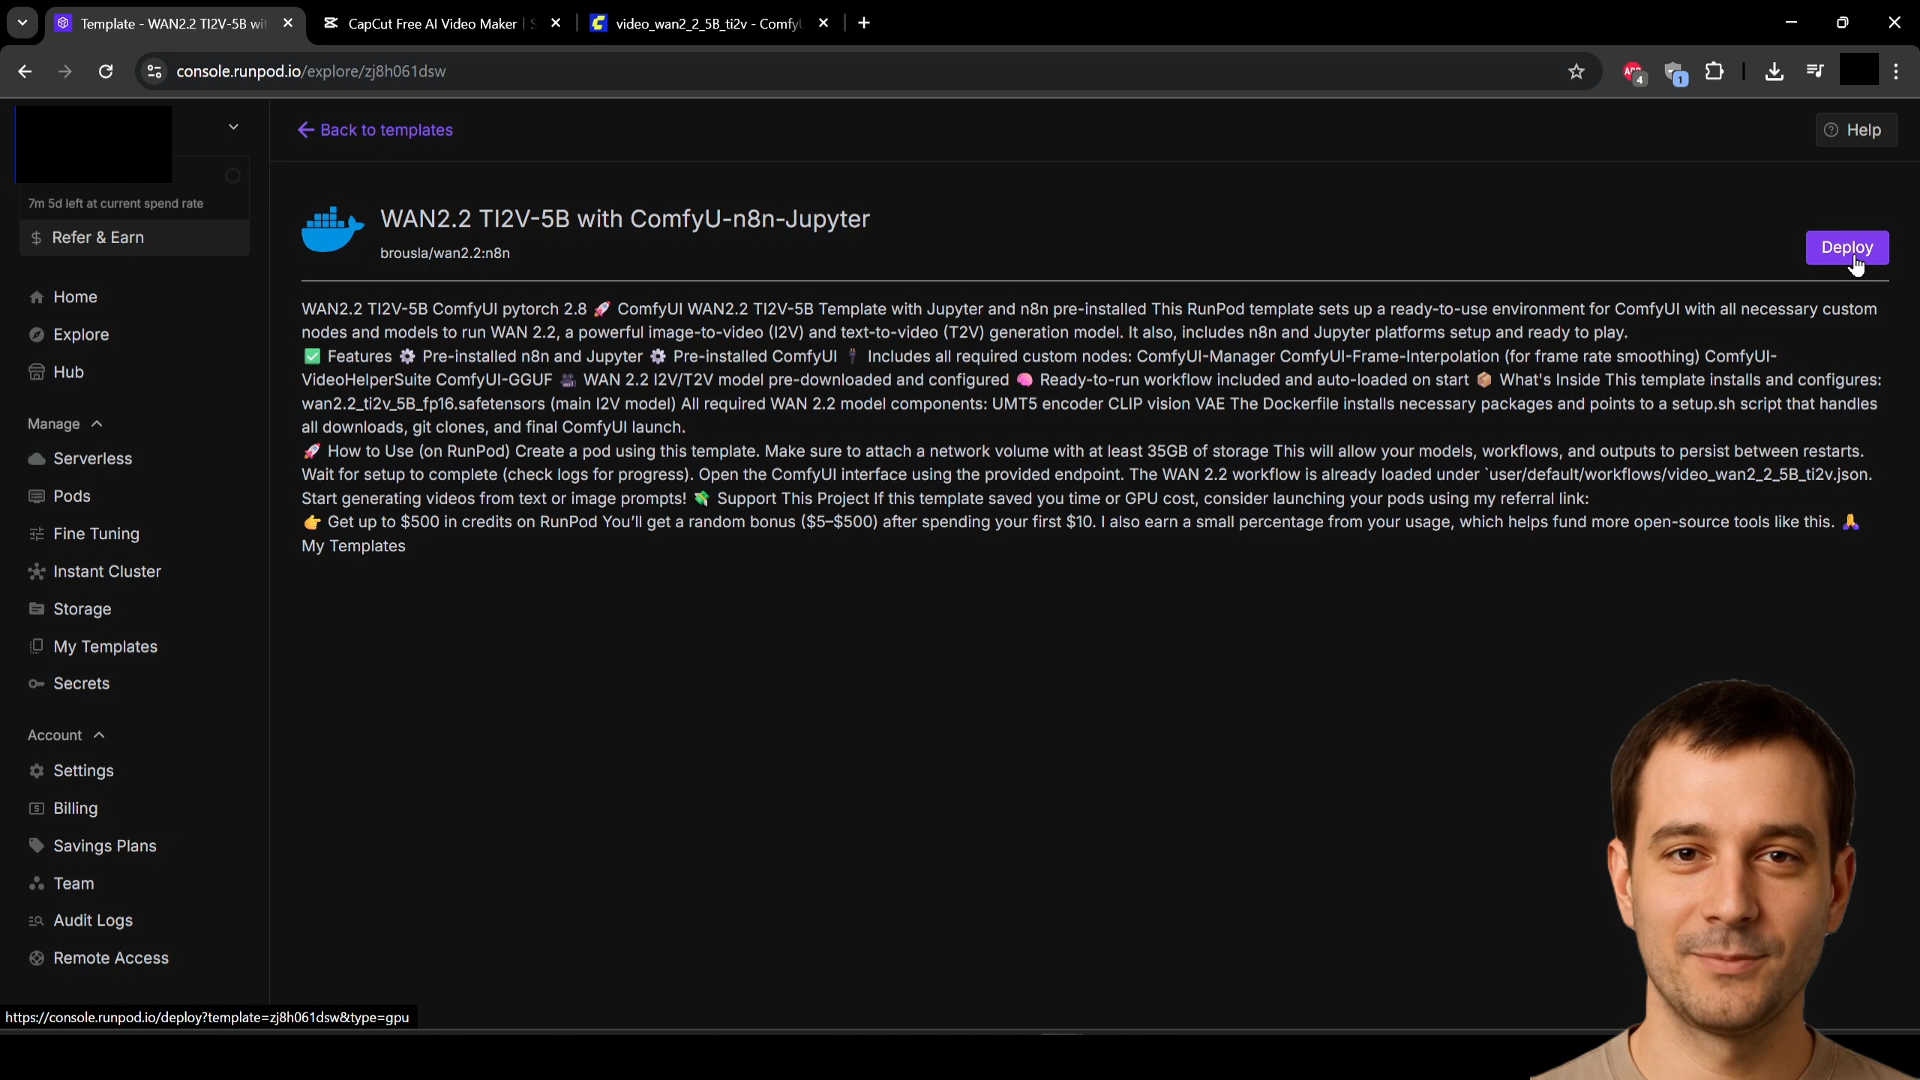 Template - WAN2.2 TI2V-5B wit
CapCut Free AI Video Maker | S
video_wan2_2_5B_ti2v - ComfyU
console.runpod.io/explore/zj8h061dsw
4
1
7m 5d left at current spend rate
$ Refer & Earn
Home
Explore
Hub
Manage
Serverless
Pods
Fine Tuning
Instant Cluster
Storage
My Templates
Secrets
Account
Settings
Billing
Savings Plans
Team
Audit Logs
Remote Access
Back to templates
Help
WAN2.2 TI2V-5B with ComfyU-n8n-Jupyter
brousla/wan2.2:n8n
Deploy
WAN2.2 TI2V-5B ComfyUI pytorch 2.8 🚀 ComfyUI WAN2.2 TI2V-5B Template with Jupyter and n8n pre-installed This RunPod template sets up a ready-to-use environment for ComfyUI with all necessary custom
nodes and models to run WAN 2.2, a powerful image-to-video (I2V) and text-to-video (T2V) generation model. It also, includes n8n and Jupyter platforms setup and ready to play.
✅ Features ⚙️ Pre-installed n8n and Jupyter ⚙️ Pre-installed ComfyUI 🔌 Includes all required custom nodes: ComfyUI-Manager ComfyUI-Frame-Interpolation (for frame rate smoothing) ComfyUI-
VideoHelperSuite ComfyUI-GGUF 🎥 WAN 2.2 I2V/T2V model pre-downloaded and configured 🧠 Ready-to-run workflow included and auto-loaded on start 📦 What's Inside This template installs and configures:
wan2.2_ti2v_5B_fp16.safetensors (main I2V model) All required WAN 2.2 model components: UMT5 encoder CLIP vision VAE The Dockerfile installs necessary packages and points to a setup.sh script that handles
all downloads, git clones, and final ComfyUI launch.
🚀 How to Use (on RunPod) Create a pod using this template. Make sure to attach a network volume with at least 35GB of storage This will allow your models, workflows, and outputs to persist between restarts.
Wait for setup to complete (check logs for progress). Open the ComfyUI interface using the provided endpoint. The WAN 2.2 workflow is already loaded under `user/default/workflows/video_wan2_2_5B_ti2v.json.
Start generating videos from text or image prompts! 💸 Support This Project If this template saved you time or GPU cost, consider launching your pods using my referral link:
👉 Get up to $500 in credits on RunPod You'll get a random bonus ($5–$500) after spending your first $10. I also earn a small percentage from your usage, which helps fund more open-source tools like this. 🙏
My Templates
https://console.runpod.io/deploy?template=zj8h061dsw&type=gpu